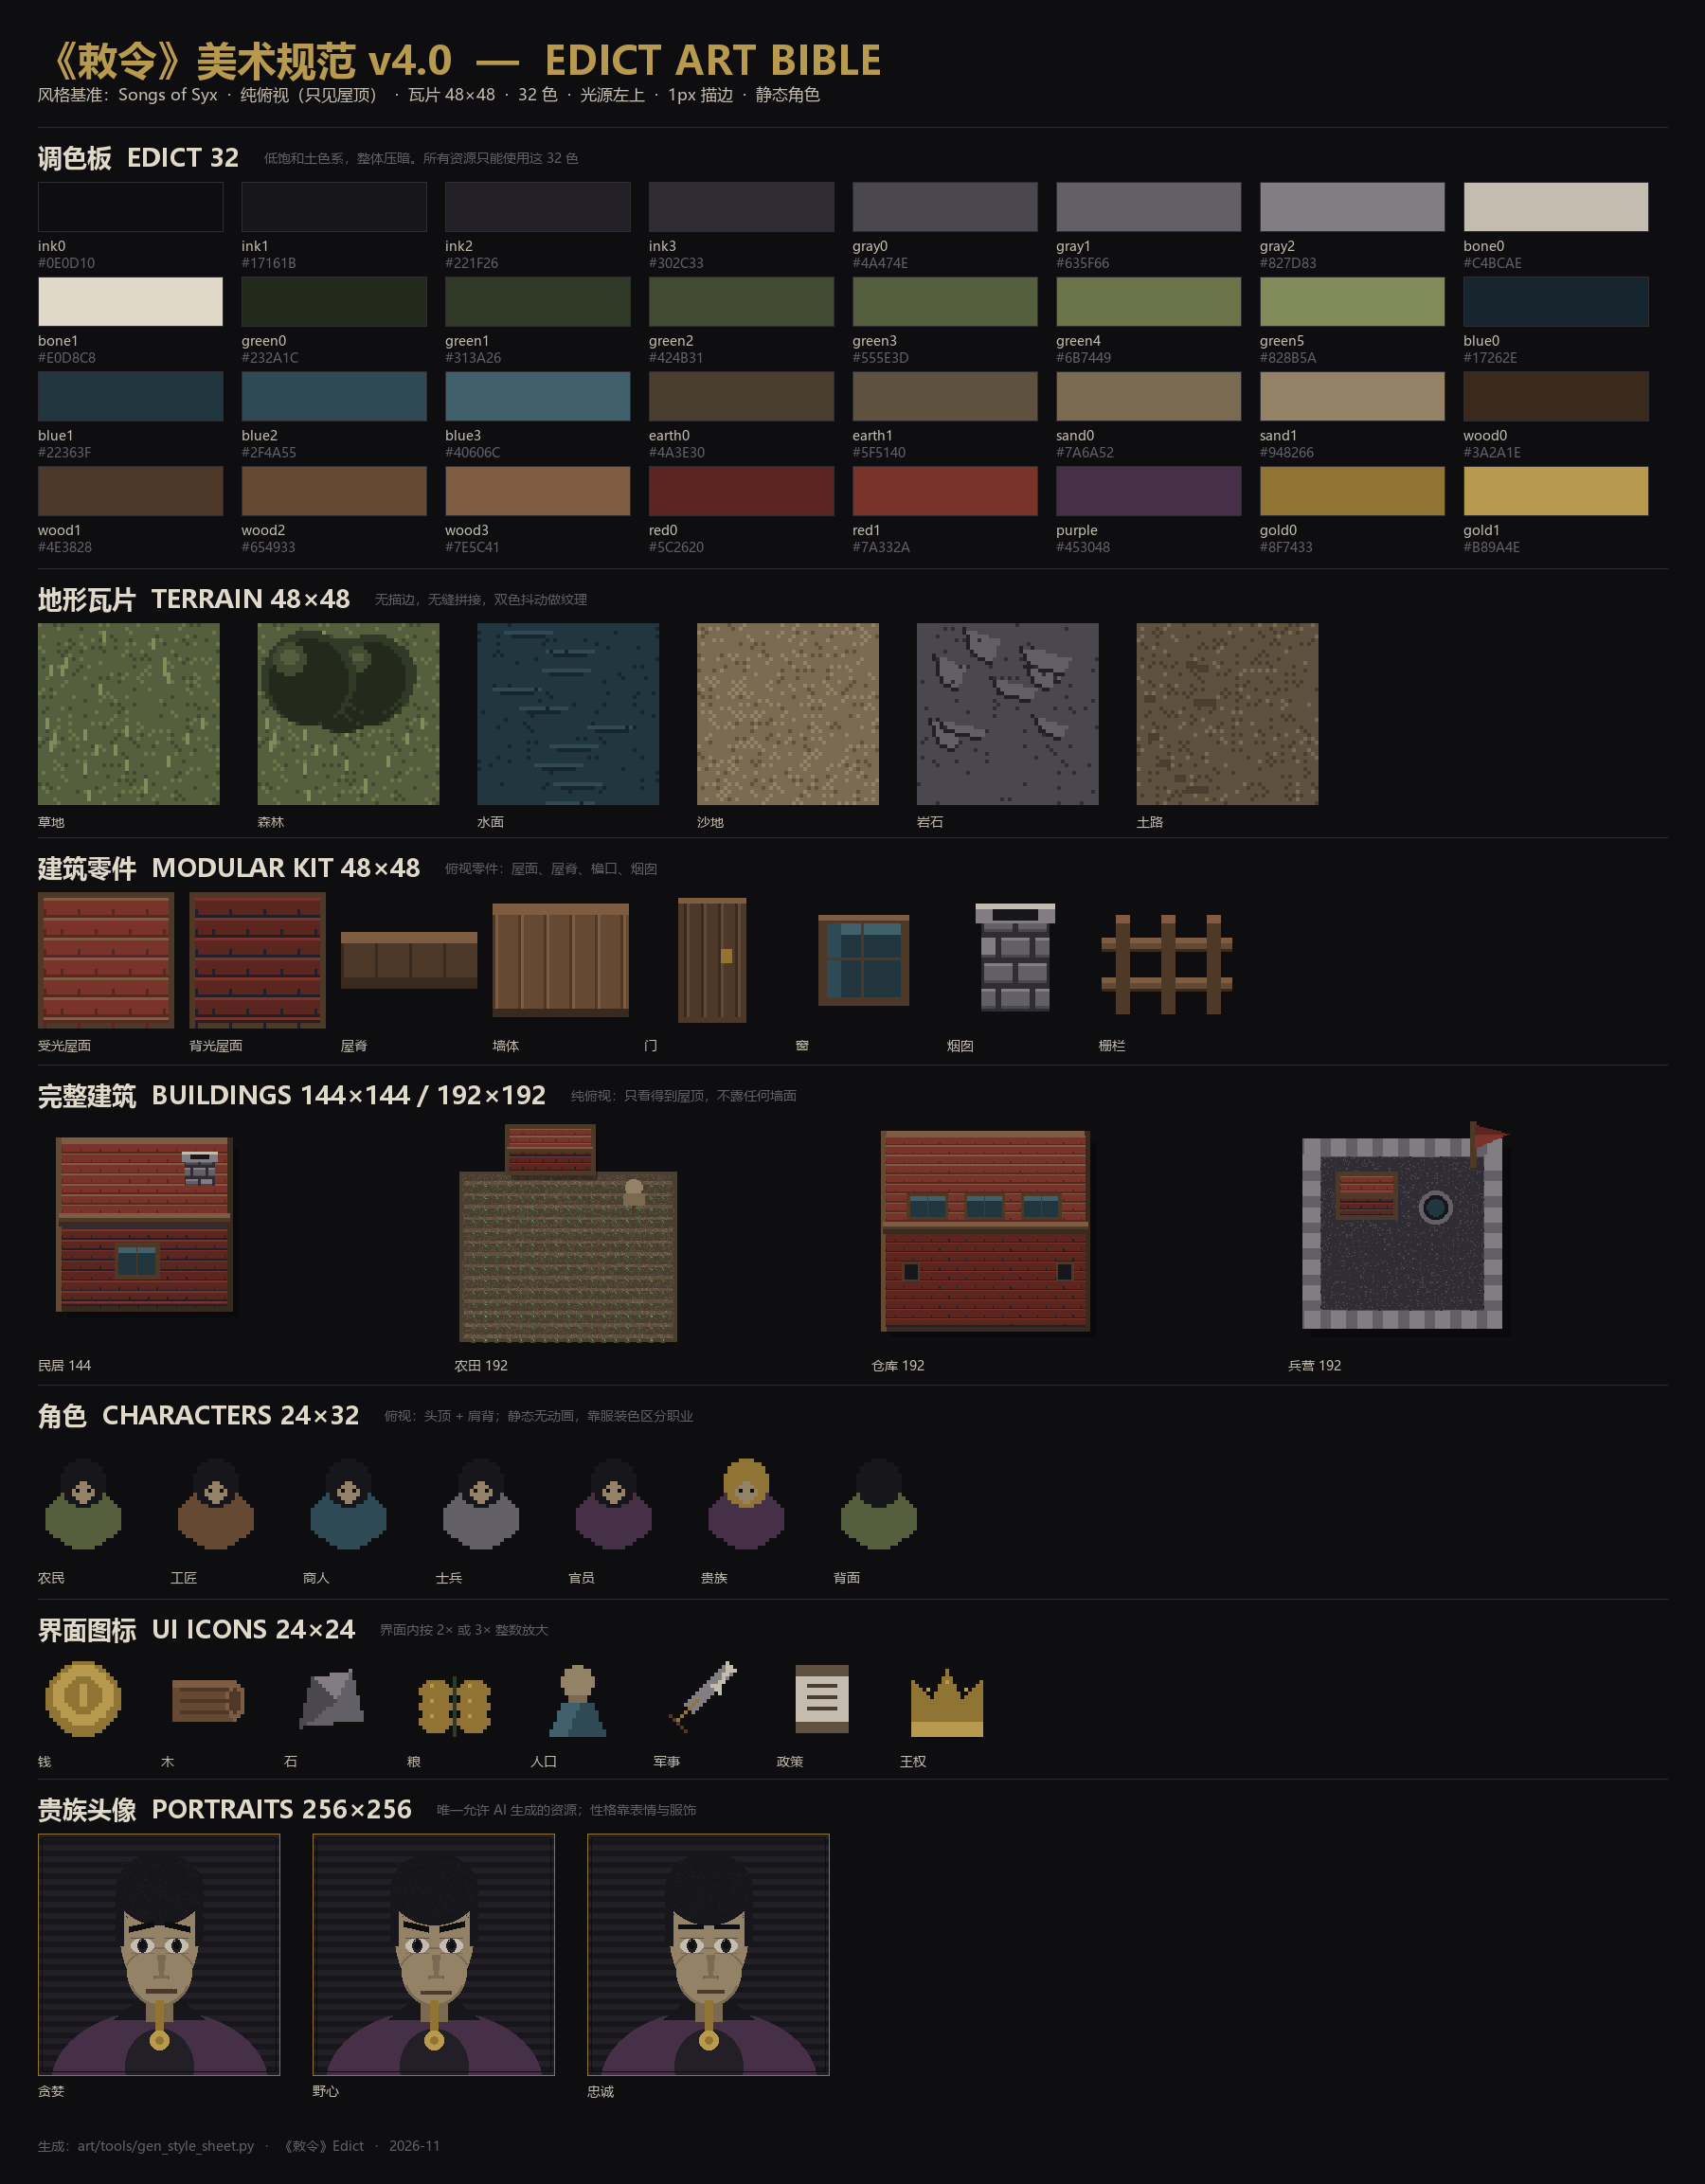 《敕令》美术规范 v4.0 — EDICT ART BIBLE
风格基准：Songs of Syx · 纯俯视（只见屋顶） · 瓦片 48×48 · 32 色 · 光源左上 · 1px 描边 · 静态角色
调色板 EDICT 32 低饱和土色系，整体压暗。所有资源只能使用这 32 色
ink0 ink1 ink2 ink3 gray0 gray1 gray2 bone0
#0E0D10 #17161B #221F26 #302C33 #4A474E #635F66 #827D83 #C4BCAE
bone1 green0 green1 green2 green3 green4 green5 blue0
#E0D8C8 #232A1C #313A26 #424B31 #555E3D #6B7449 #828B5A #17262E
blue1 blue2 blue3 earth0 earth1 sand0 sand1 wood0
#22363F #2F4A55 #40606C #4A3E30 #5F5140 #7A6A52 #948266 #3A2A1E
wood1 wood2 wood3 red0 red1 purple gold0 gold1
#4E3828 #654933 #7E5C41 #5C2620 #7A332A #453048 #8F7433 #B89A4E
地形瓦片 TERRAIN 48×48 无描边，无缝拼接，双色抖动做纹理
草地 森林 水面 沙地 岩石 土路
建筑零件 MODULAR KIT 48×48 俯视零件：屋面、屋脊、檐口、烟囱
受光屋面 背光屋面 屋脊 墙体 门 窗 烟囱 栅栏
完整建筑 BUILDINGS 144×144 / 192×192 纯俯视：只看得到屋顶，不露任何墙面
民居 144 农田 192 仓库 192 兵营 192
角色 CHARACTERS 24×32 俯视：头顶 + 肩背；静态无动画，靠服装色区分职业
农民 工匠 商人 士兵 官员 贵族 背面
界面图标 UI ICONS 24×24 界面内按 2× 或 3× 整数放大
钱 木 石 粮 人口 军事 政策 王权
贵族头像 PORTRAITS 256×256 唯一允许 AI 生成的资源；性格靠表情与服饰
贪婪 野心 忠诚
生成：art/tools/gen_style_sheet.py · 《敕令》Edict · 2026-11